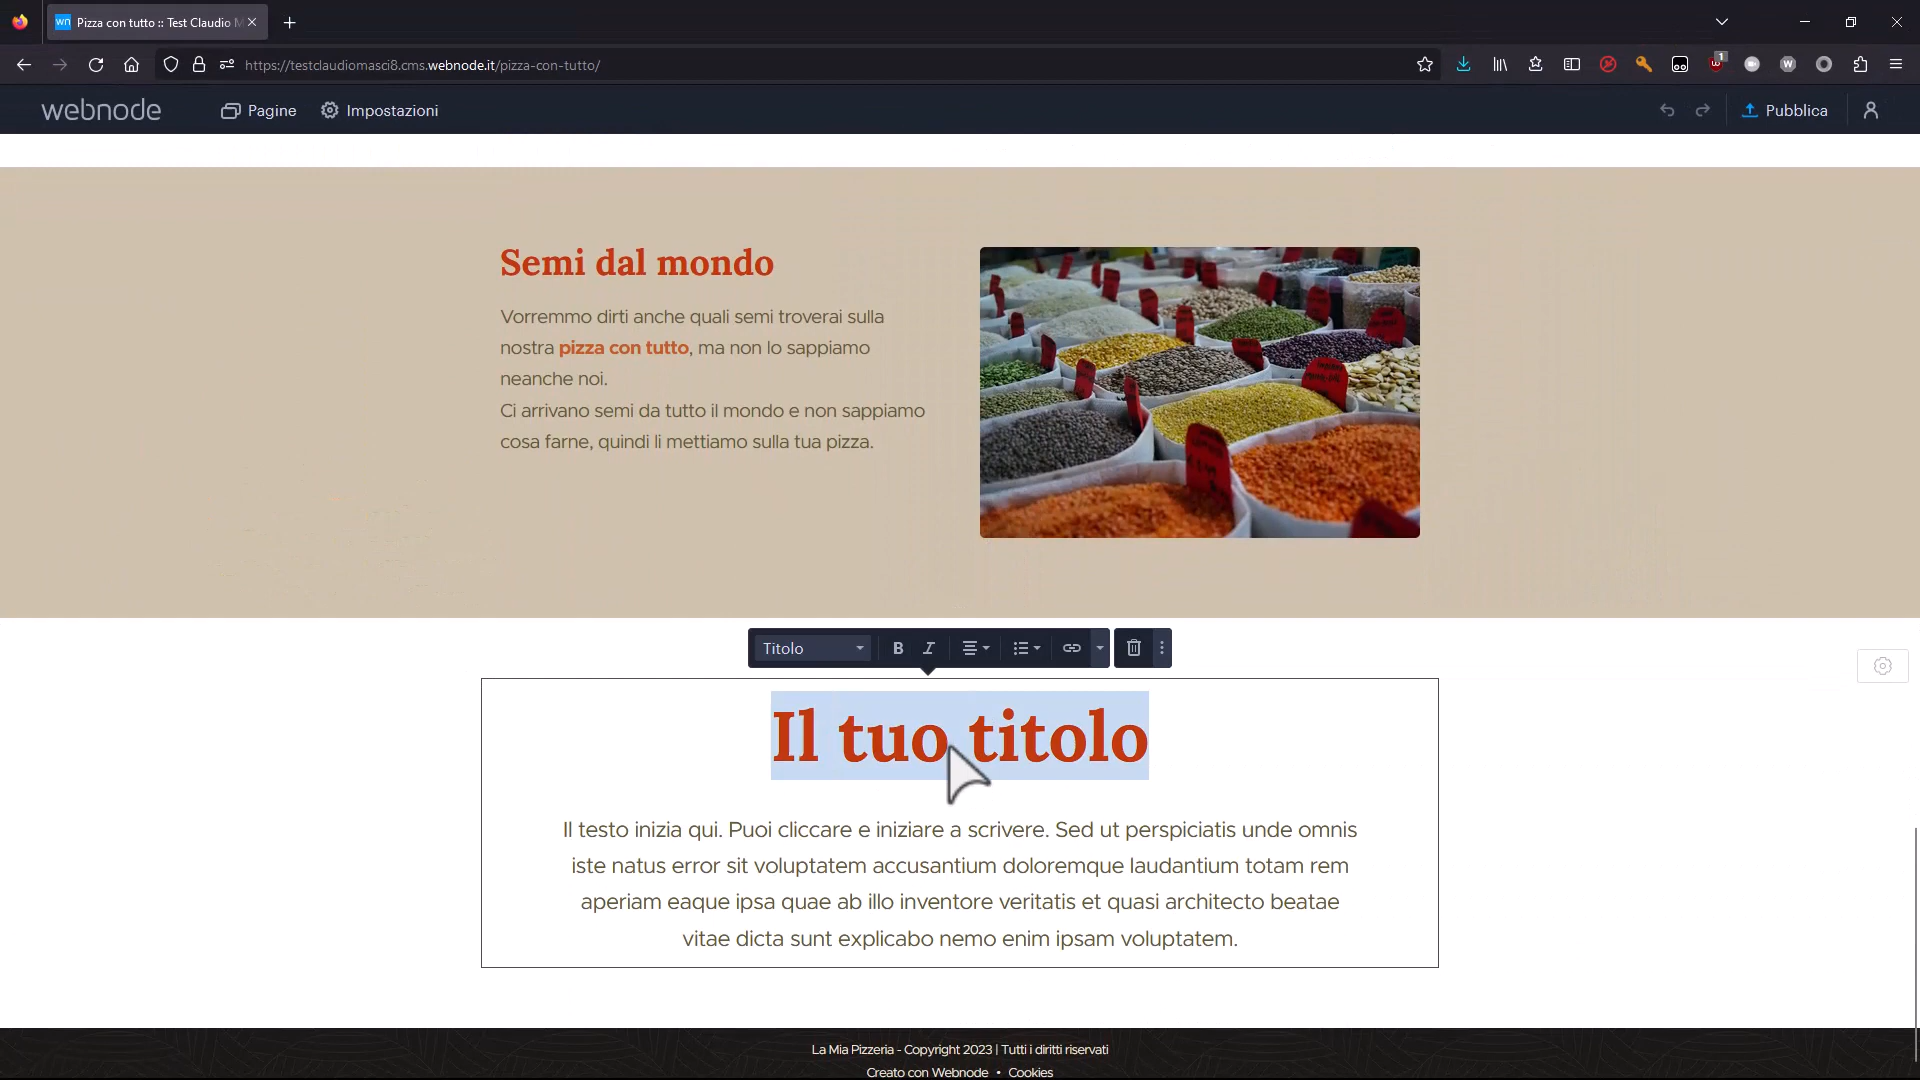 Pizza con tutto :: Test Claudio M
https://testclaudiomasci8.cms.webnode.it/pizza-con-tutto/
1
webnode
Pagine
Impostazioni
Pubblica
Semi dal mondo
Vorremmo dirti anche quali semi troverai sulla
nostra pizza con tutto, ma non lo sappiamo
neanche noi.
Ci arrivano semi da tutto il mondo e non sappiamo
cosa farne, quindi li mettiamo sulla tua pizza.
Titolo
B I
Il tuo titolo
Il testo inizia qui. Puoi cliccare e iniziare a scrivere. Sed ut perspiciatis unde omnis
iste natus error sit voluptatem accusantium doloremque laudantium totam rem
aperiam eaque ipsa quae ab illo inventore veritatis et quasi architecto beatae
vitae dicta sunt explicabo nemo enim ipsam voluptatem.
La Mia Pizzeria - Copyright 2023 | Tutti i diritti riservati
Creato con Webnode • Cookies